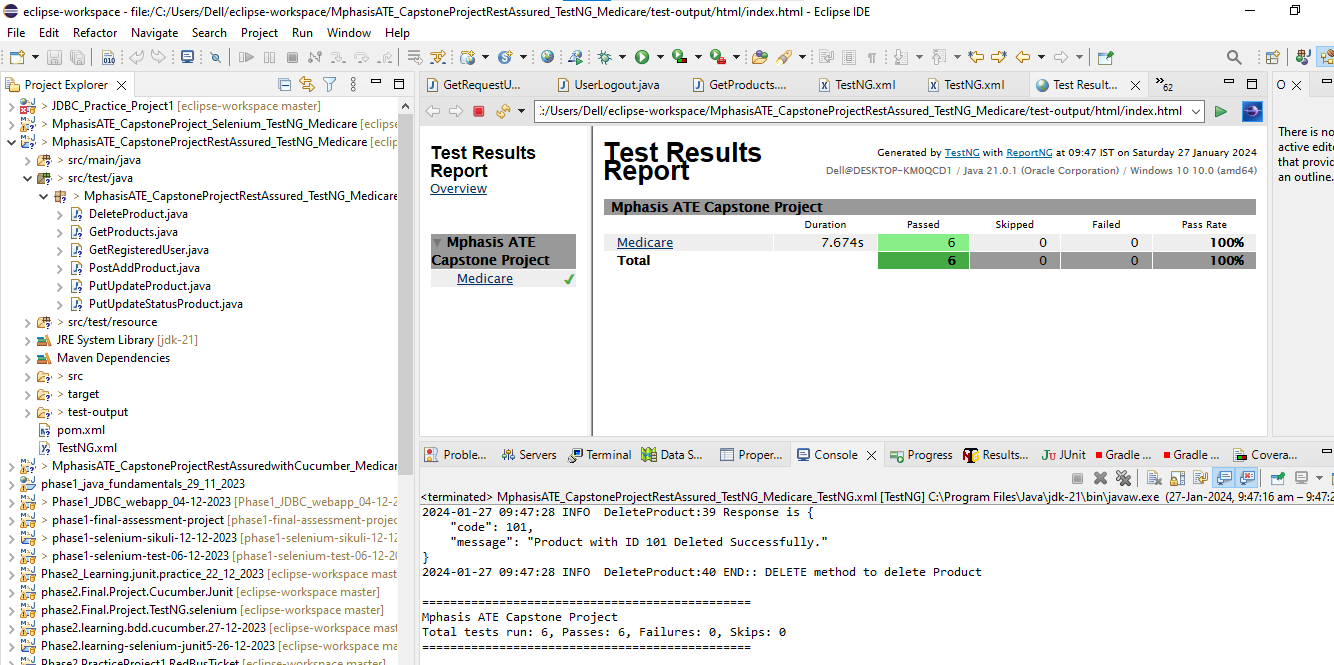 eclipse-workspace - file:/C:/Users/Dell/eclipse-workspace/MphasisATE_CapstoneProjectRestAssured_TestNG_Medicare/test-output/html/index.html - Eclipse IDE
File Edit Refactor Navigate Search Project Run Window Help
Project Explorer
> JDBC_Practice_Project1 [eclipse-workspace master]
> MphasisATE_CapstoneProject_Selenium_TestNG_Medicare [eclips
> MphasisATE_CapstoneProjectRestAssured_TestNG_Medicare [eclip
> src/main/java
> src/test/java
> MphasisATE_CapstoneProjectRestAssured_TestNG_Medicare
DeleteProduct.java
GetProducts.java
GetRegisteredUser.java
PostAddProduct.java
PutUpdateProduct.java
PutUpdateStatusProduct.java
> src/test/resource
JRE System Library [jdk-21]
Maven Dependencies
> src
> target
> test-output
pom.xml
TestNG.xml
> MphasisATE_CapstoneProjectRestAssuredwithCucumber_Medicar
phase1_java_fundamentals_29_11_2023
> Phase1_JDBC_webapp_04-12-2023 [Phase1_JDBC_webapp_04-12-2
> phase1-final-assessment-project [phase1-final-assessment-projec
> phase1-selenium-sikuli-12-12-2023 [phase1-selenium-sikuli-12-12
> phase1-selenium-test-06-12-2023 [phase1-selenium-test-06-12-20
Phase2_Learning.junit.practice_22_12_2023 [eclipse-workspace mast
phase2.Final.Project.Cucumber.Junit [eclipse-workspace master]
phase2.Final.Project.TestNG.selenium [eclipse-workspace master]
phase2.learning.bdd.cucumber.27-12-2023 [eclipse-workspace mast
Phase2.learning-selenium-junit5-26-12-2023 [eclipse-workspace ma
Phase2.PracticeProject1.RedBusTicket [eclipse-workspace master]
GetRequestU... UserLogout.java GetProducts.... TestNG.xml TestNG.xml Test Result... 62
:/Users/Dell/eclipse-workspace/MphasisATE_CapstoneProjectRestAssured_TestNG_Medicare/test-output/html/index.html
Test Results
Report
Overview
Mphasis ATE
Capstone Project
Medicare
Test Results
Report
Generated by TestNG with ReportNG at 09:47 IST on Saturday 27 January 2024
Dell@DESKTOP-KM0QCD1 / Java 21.0.1 (Oracle Corporation) / Windows 10 10.0 (amd64)
Mphasis ATE Capstone Project
Duration Passed Skipped Failed Pass Rate
Medicare 7.674s 6 0 0 100%
Total 6 0 0 100%
O
There is no
active edito
that provid
an outline.
Proble... Servers Terminal Data S... Proper... Console Progress Results... JUnit Gradle ... Gradle ... Covera...
<terminated> MphasisATE_CapstoneProjectRestAssured_TestNG_Medicare_TestNG.xml [TestNG] C:\Program Files\Java\jdk-21\bin\javaw.exe (27-Jan-2024, 9:47:16 am – 9:47:2
2024-01-27 09:47:28 INFO DeleteProduct:39 Response is {
"code": 101,
"message": "Product with ID 101 Deleted Successfully."
}
2024-01-27 09:47:28 INFO DeleteProduct:40 END:: DELETE method to delete Product
===============================================
Mphasis ATE Capstone Project
Total tests run: 6, Passes: 6, Failures: 0, Skips: 0
===============================================